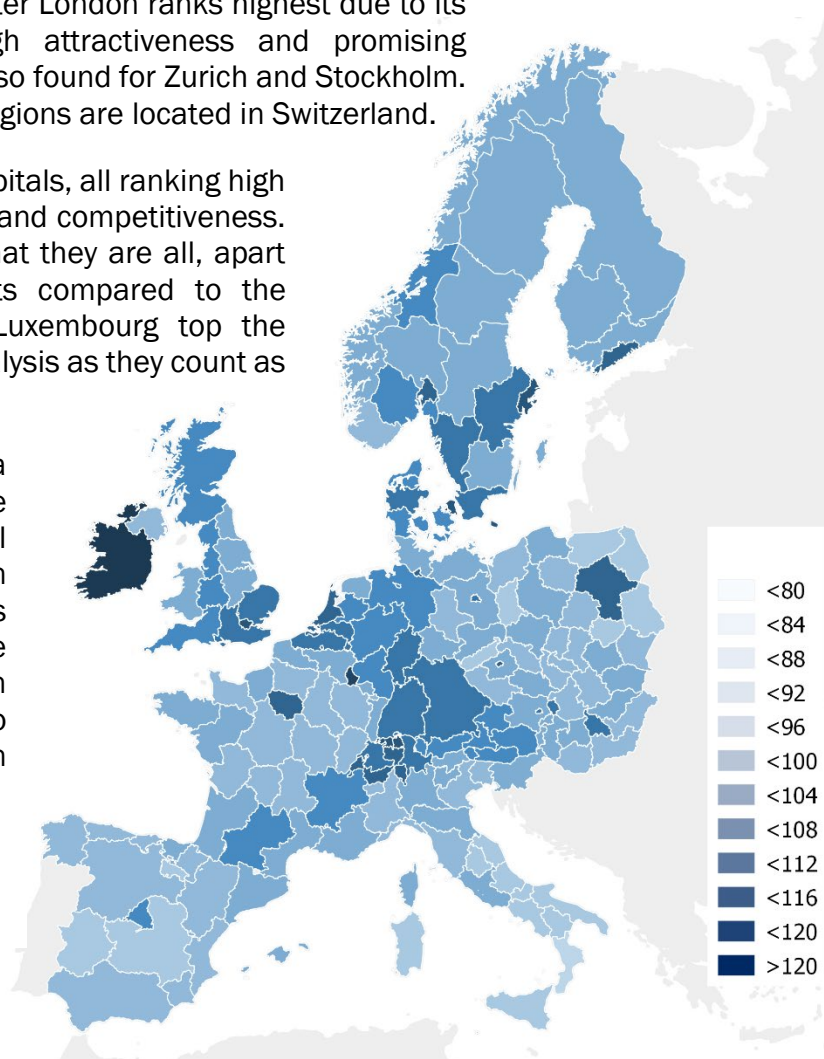 ter London ranks highest due to its
gh attractiveness and promising
so found for Zurich and Stockholm.
egions are located in Switzerland.
pitals, all ranking high
and competitiveness.
hat they are all, apart
ts compared to the
Luxembourg top the
lysis as they count as
a
e
l
n
s
e
n
o
n
<80
<84
<88
<92
<96
<100
<104
<108
<112
<116
<120
>120